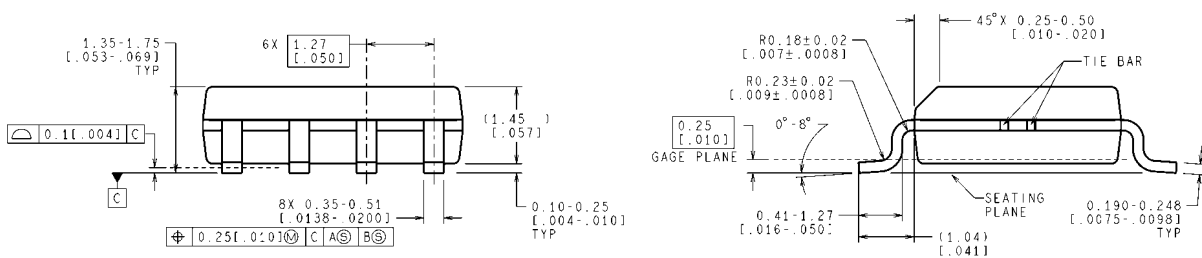 1.35-1.75
[.053-.069]
TYP
6X 1.27
[.050]
(1.45 )
[.057]
⌓ 0.1[.004] C
C
8X 0.35-0.51
[.0138-.0200]
⌖ 0.25[.010]Ⓜ C AⓈ BⓈ
0.10-0.25
[.004-.010]
TYP
45° X 0.25-0.50
[.010-.020]
R0.18±0.02
[.007±.0008]
TIE BAR
R0.23±0.02
[.009±.0008]
0.25
[.010]
GAGE PLANE
0°-8°
SEATING
PLANE
0.41-1.27
[.016-.050]
(1.04)
[.041]
0.190-0.248
[.0075-.0098]
TYP